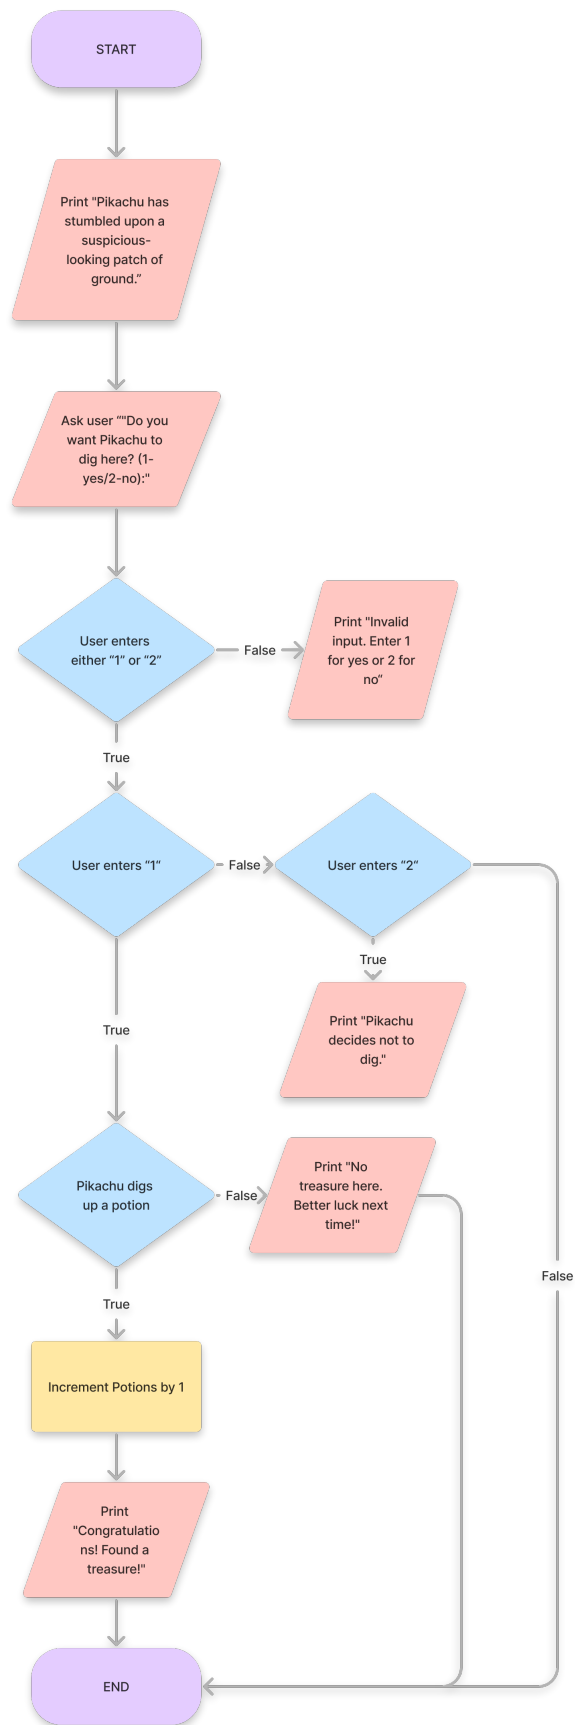 START
Print "Pikachu has
stumbled upon a
suspicious-
looking patch of
ground.”
Ask user “"Do you
want Pikachu to
dig here? (1-
yes/2-no):"
User enters
either “1” or “2”
False
Print "Invalid
input. Enter 1
for yes or 2 for
no“
True
User enters “1“
False
User enters “2“
True
Print "Pikachu
decides not to
dig."
True
Pikachu digs
up a potion
False
Print "No
treasure here.
Better luck next
time!"
False
True
Increment Potions by 1
Print
"Congratulatio
ns! Found a
treasure!"
END